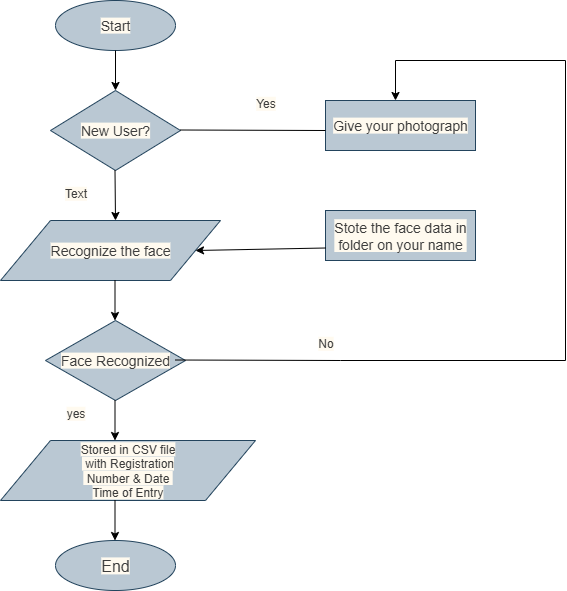 Start
Yes
New User?
Give your photograph
Text
Stote the face data in
folder on your name
Recognize the face
No
Face Recognized
yes
Stored in CSV file
with Registration
Number & Date
Time of Entry
End